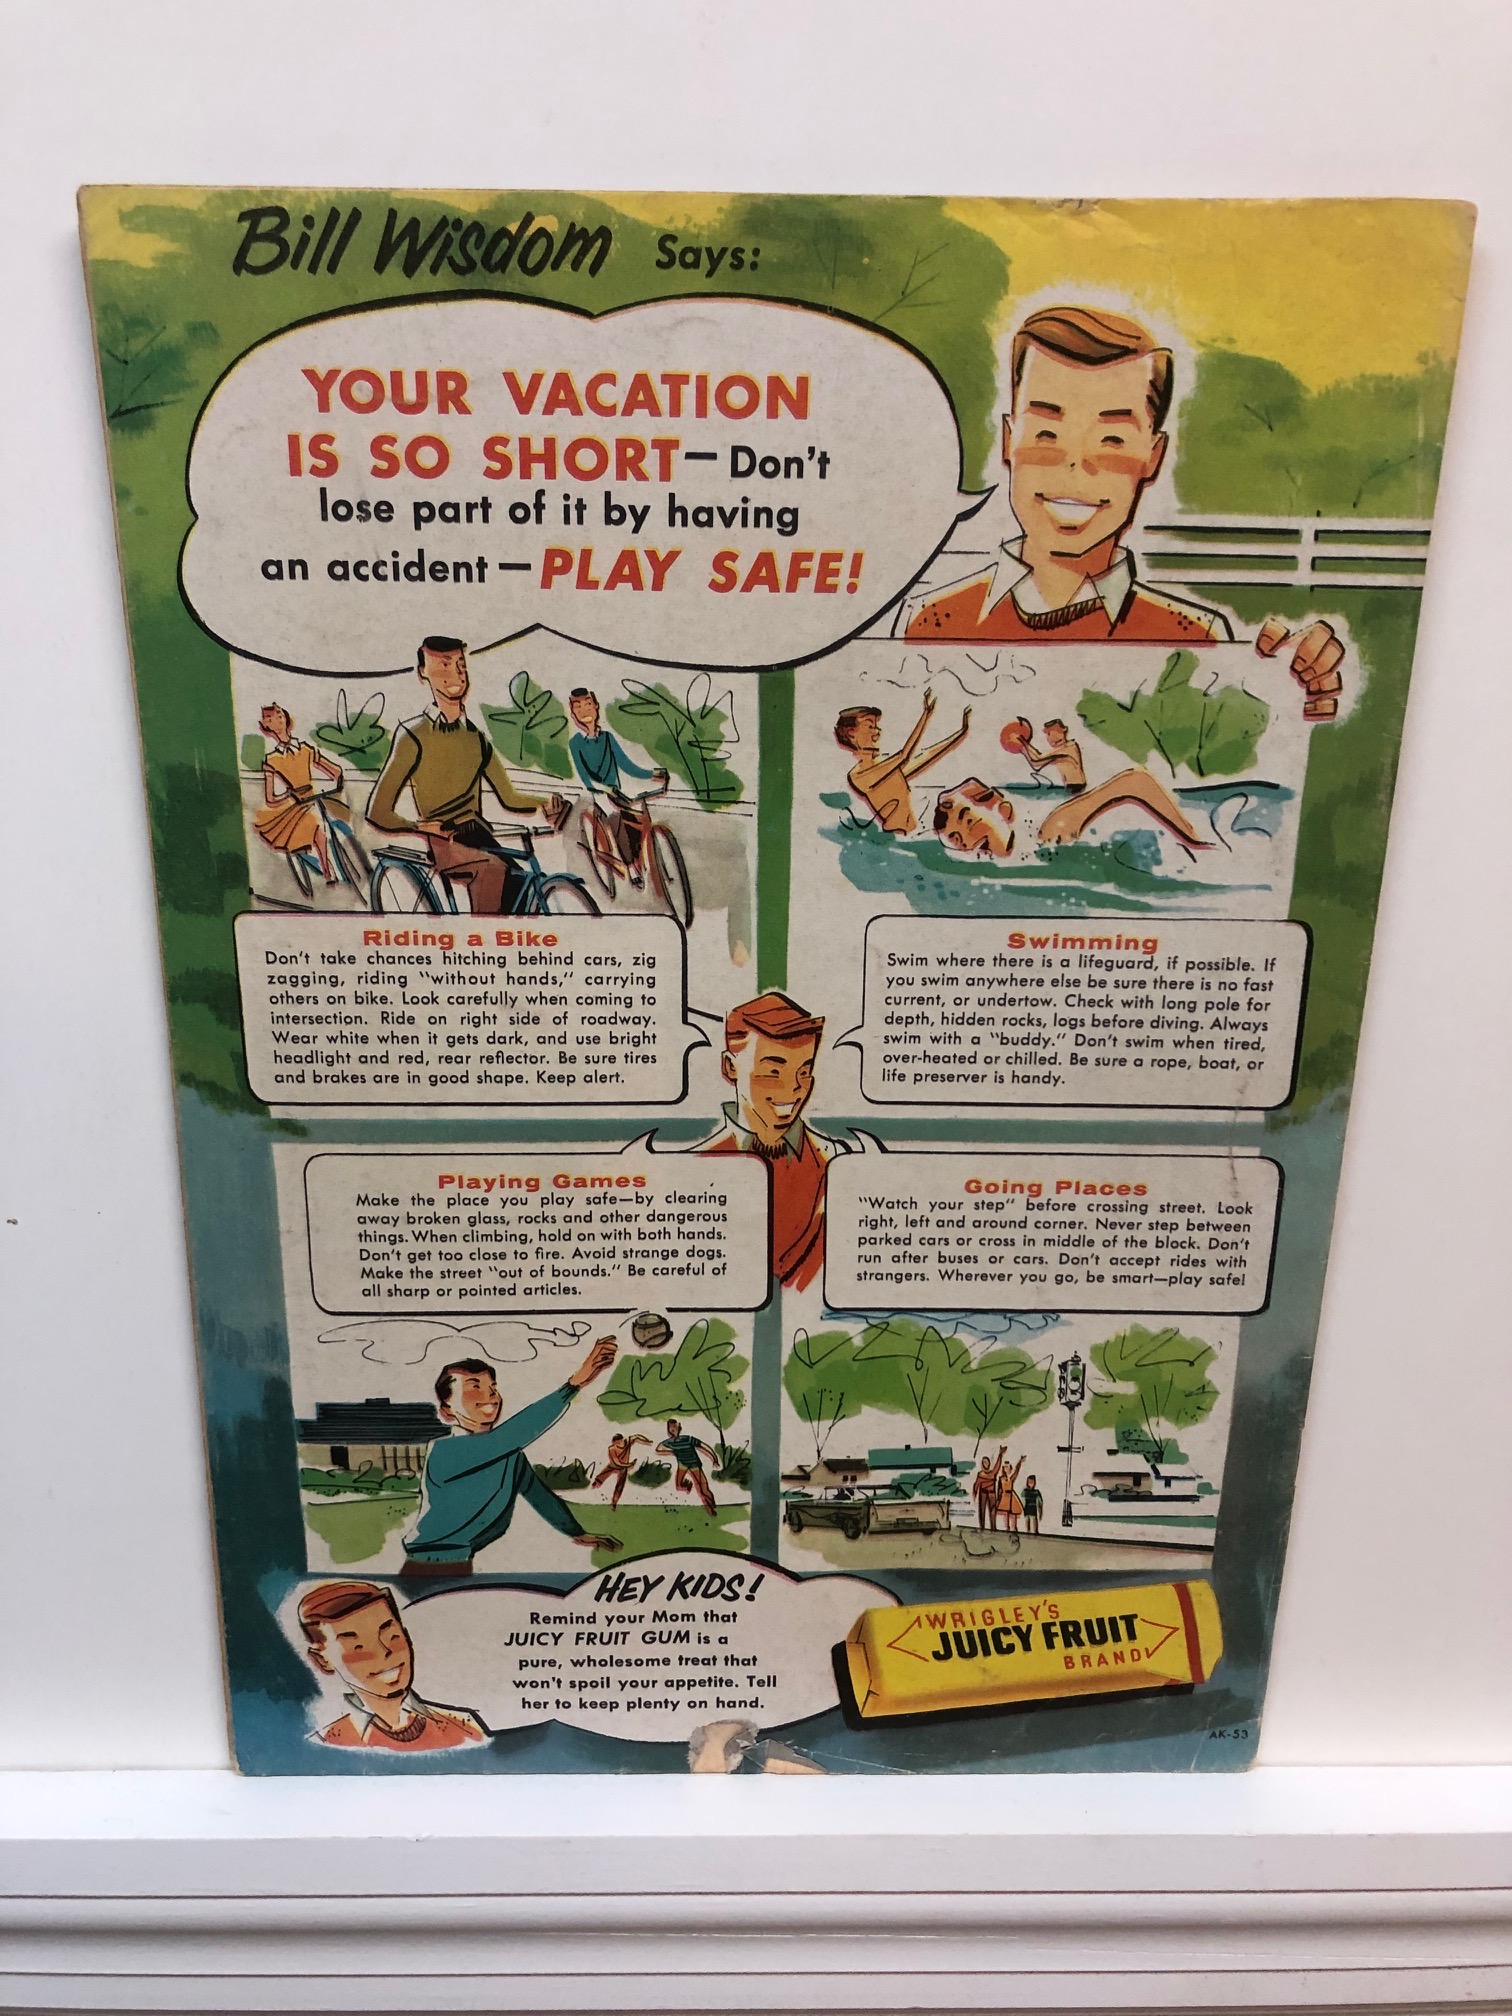 Bill Wisdom Says:
YOUR VACATION
IS SO SHORT—Don't
lose part of it by having
an accident—PLAY SAFE!
Riding a Bike
Don't take chances hitching behind cars, zig
zagging, riding "without hands," carrying
others on bike. Look carefully when coming to
intersection. Ride on right side of roadway.
Wear white when it gets dark, and use bright
headlight and red, rear reflector. Be sure tires
and brakes are in good shape. Keep alert.
Swimming
Swim where there is a lifeguard, if possible. If
you swim anywhere else be sure there is no fast
current, or undertow. Check with long pole for
depth, hidden rocks, logs before diving. Always
swim with a "buddy." Don't swim when tired,
over-heated or chilled. Be sure a rope, boat, or
life preserver is handy.
Playing Games
Make the place you play safe—by clearing
away broken glass, rocks and other dangerous
things. When climbing, hold on with both hands.
Don't get too close to fire. Avoid strange dogs.
Make the street "out of bounds." Be careful of
all sharp or pointed articles.
Going Places
"Watch your step" before crossing street. Look
right, left and around corner. Never step between
parked cars or cross in middle of the block. Don't
run after buses or cars. Don't accept rides with
strangers. Wherever you go, be smart—play safe!
HEY KIDS!
Remind your Mom that
JUICY FRUIT GUM is a
pure, wholesome treat that
won't spoil your appetite. Tell
her to keep plenty on hand.
WRIGLEY'S
JUICY FRUIT
BRAND
AK-53